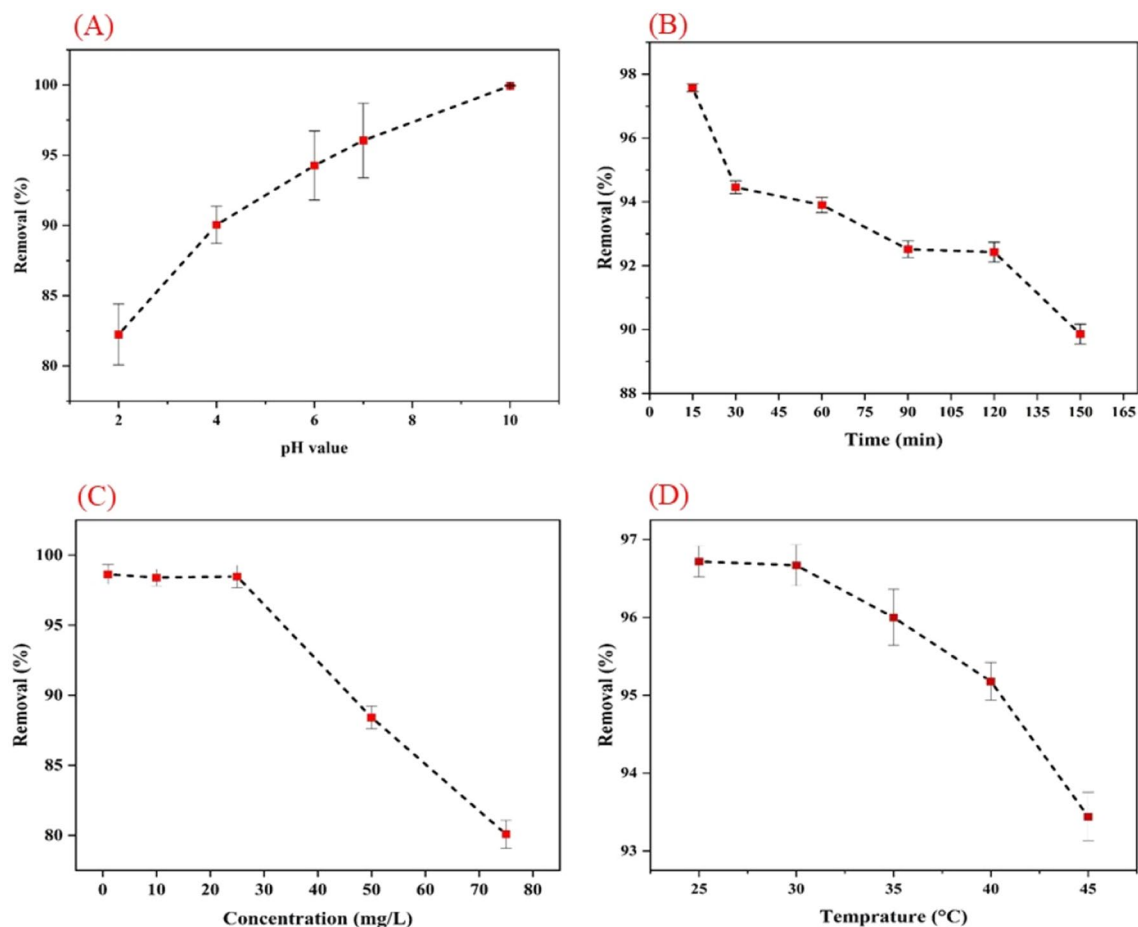 (A)
Removal (%)
100
95
90
85
80
2 4 6 8 10
pH value
(B)
Removal (%)
98
96
94
92
90
88
0 15 30 45 60 75 90 105 120 135 150 165
Time (min)
(C)
Removal (%)
100
95
90
85
80
0 10 20 30 40 50 60 70 80
Concentration (mg/L)
(D)
Removal (%)
97
96
95
94
93
25 30 35 40 45
Temprature (°C)